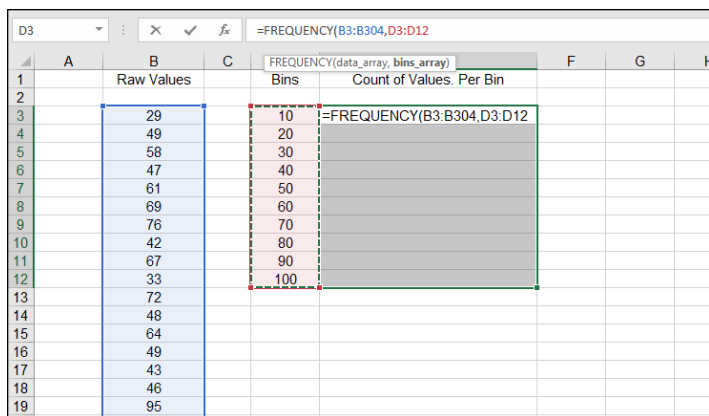 D3 fx =FREQUENCY(B3:B304,D3:D12
FREQUENCY(data_array, bins_array)
A B C F G
1 Raw Values Bins Count of Values. Per Bin
2
3 29 10 =FREQUENCY(B3:B304,D3:D12
4 49 20
5 58 30
6 47 40
7 61 50
8 69 60
9 76 70
10 42 80
11 67 90
12 33 100
13 72
14 48
15 64
16 49
17 43
18 46
19 95